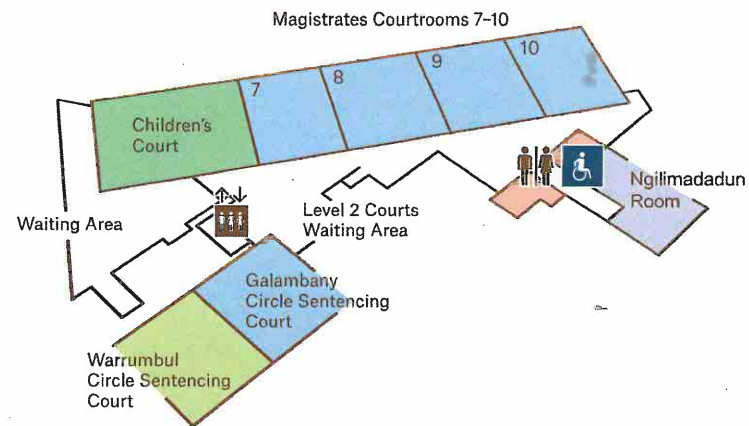 Magistrates Courtrooms 7–10
10
9
8
7
Children's
Court
Ngilimadadun
Room
Waiting Area
Level 2 Courts
Waiting Area
Galambany
Circle Sentencing
Court
Warrumbul
Circle Sentencing
Court